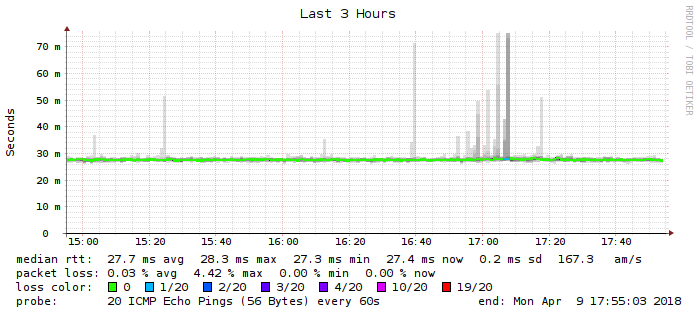 Last 3 Hours
RRDTOOL / TOBI OETIKER
Seconds
70 m
60 m
50 m
40 m
30 m
20 m
10 m
0
15:00 15:20 15:40 16:00 16:20 16:40 17:00 17:20 17:40
median rtt: 27.7 ms avg 28.3 ms max 27.3 ms min 27.4 ms now 0.2 ms sd 167.3 am/s
packet loss: 0.03 % avg 4.42 % max 0.00 % min 0.00 % now
loss color: 0 1/20 2/20 3/20 4/20 10/20 19/20
probe: 20 ICMP Echo Pings (56 Bytes) every 60s end: Mon Apr 9 17:55:03 2018